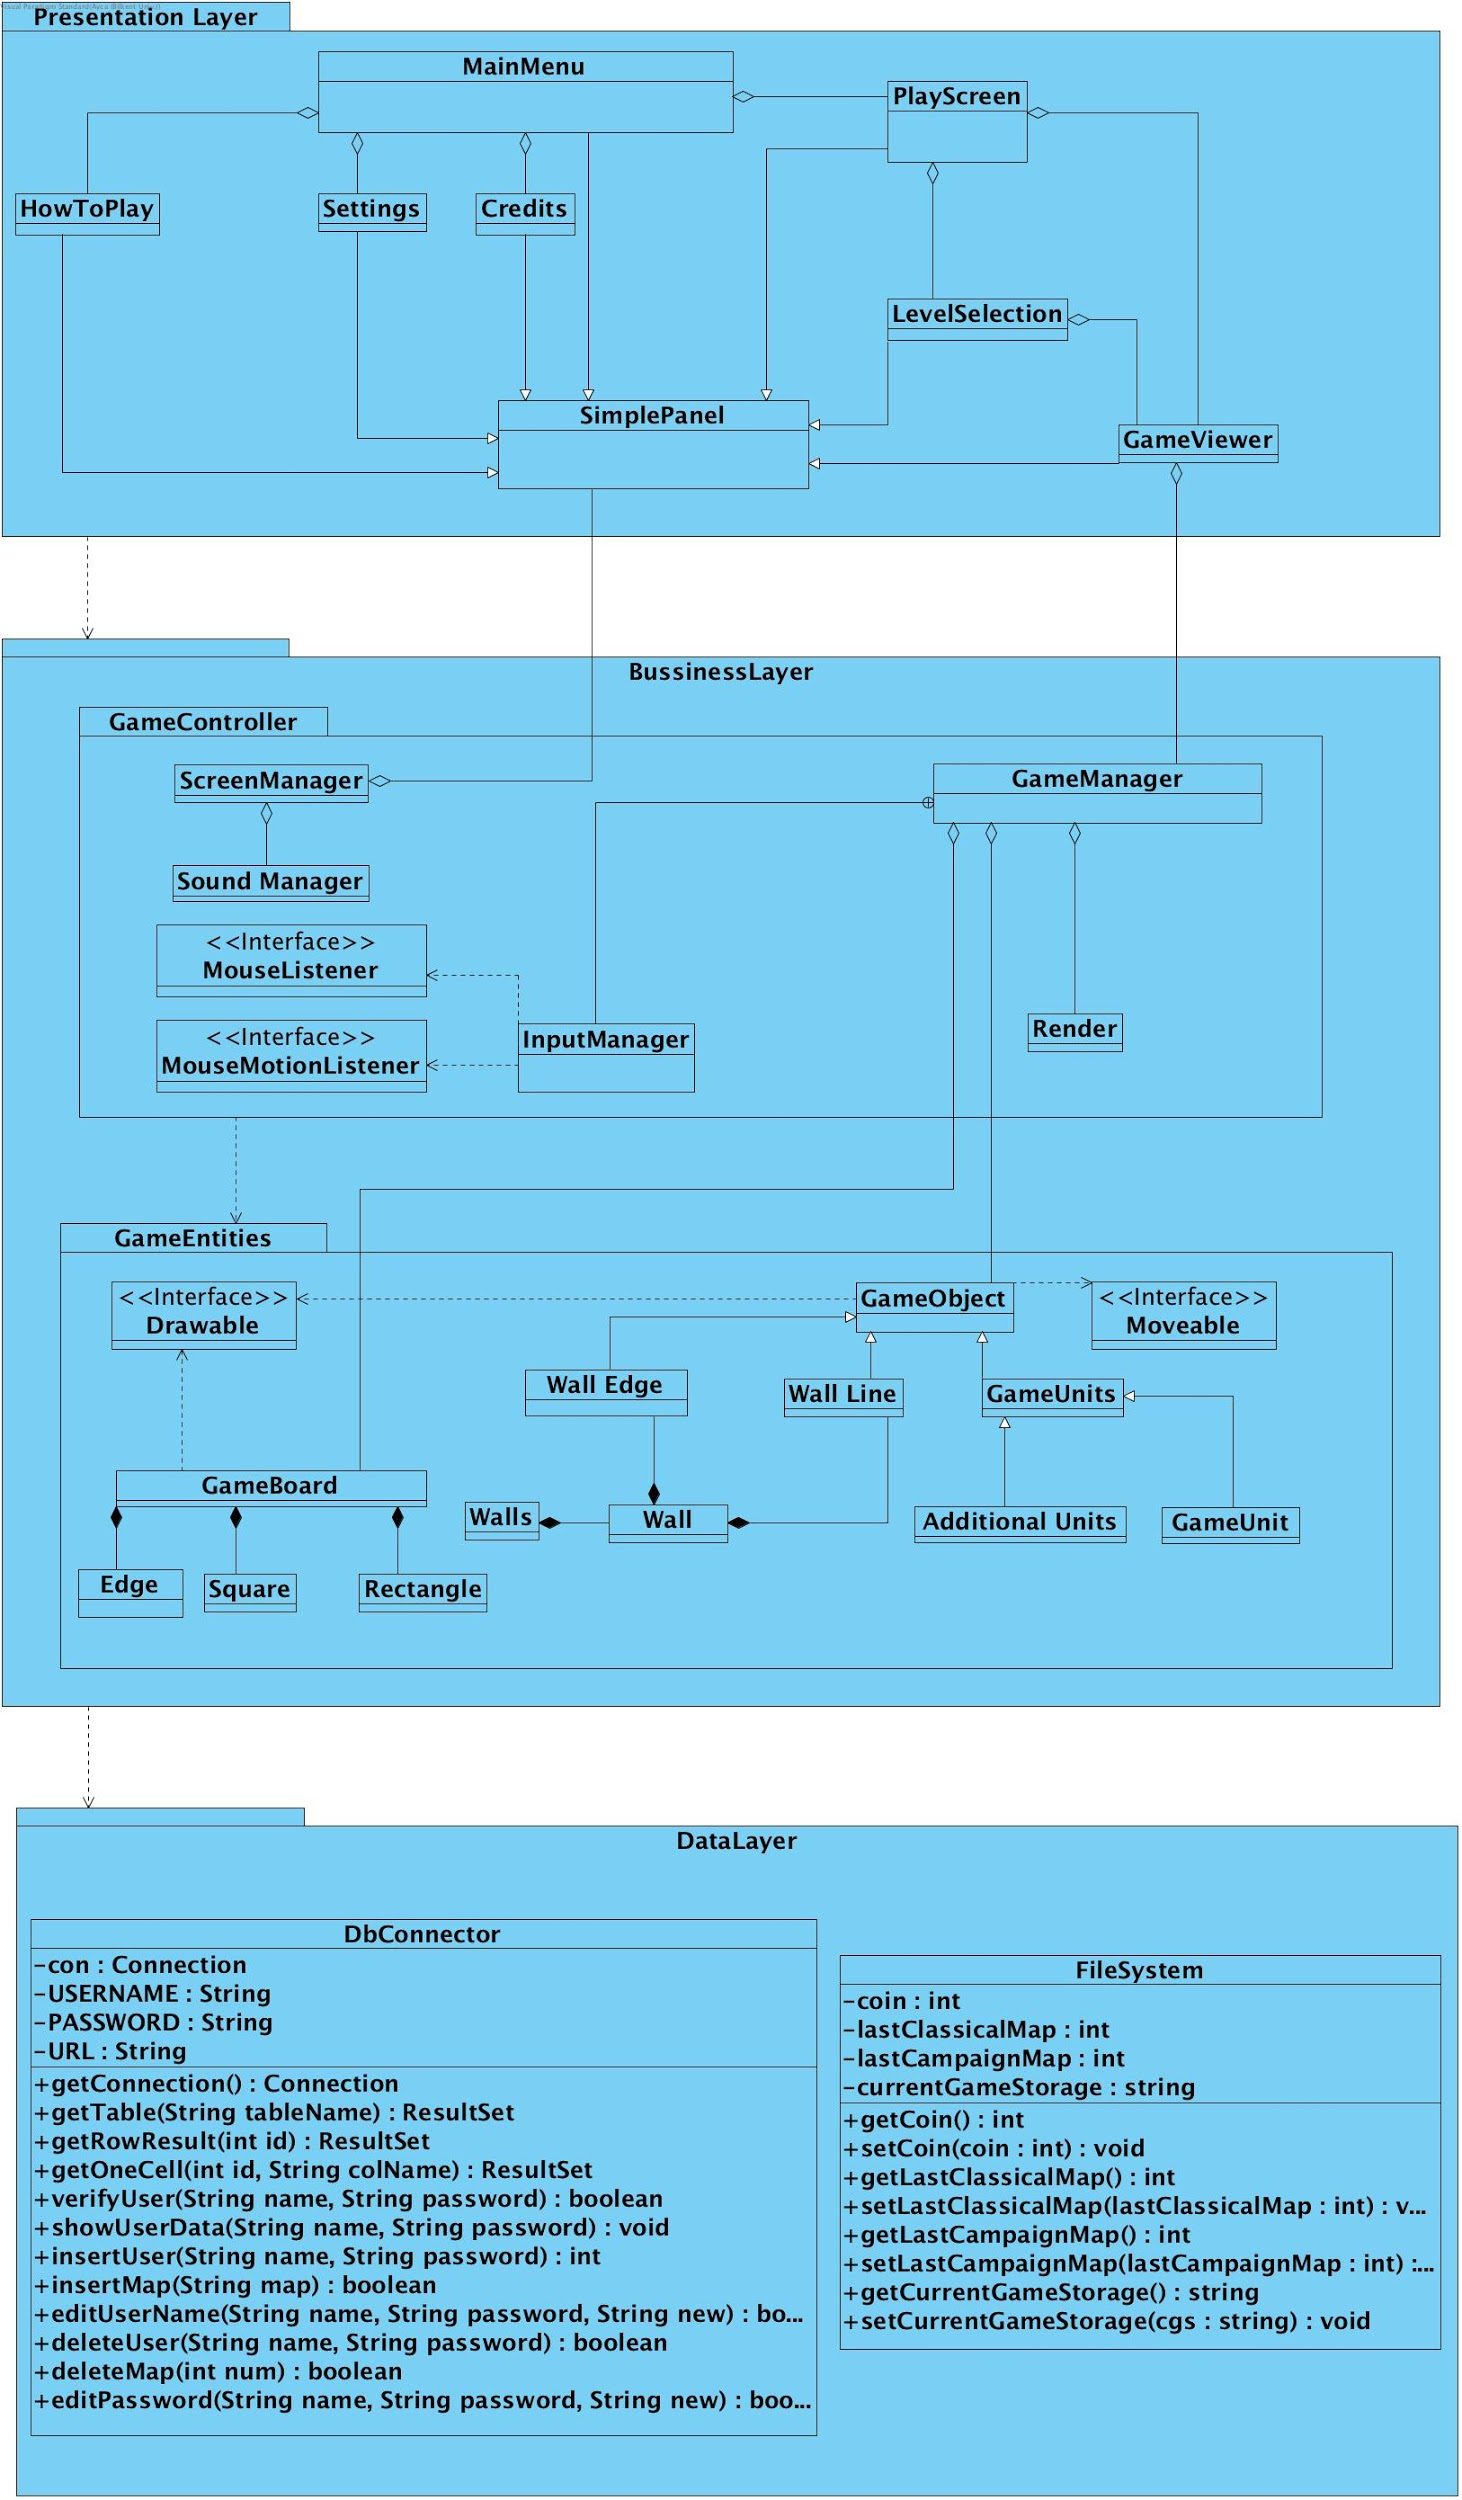 Visual Paradigm Standard(Ayca (Bilkent Univ.))
Presentation Layer
MainMenu
PlayScreen
HowToPlay
Settings
Credits
LevelSelection
SimplePanel
GameViewer
BussinessLayer
GameController
ScreenManager
GameManager
Sound Manager
<<Interface>>
MouseListener
<<Interface>>
MouseMotionListener
InputManager
Render
GameEntities
<<Interface>>
Drawable
GameObject
<<Interface>>
Moveable
Wall Edge
Wall Line
GameUnits
GameBoard
Walls
Wall
Additional Units
GameUnit
Edge
Square
Rectangle
DataLayer
DbConnector
-con : Connection
-USERNAME : String
-PASSWORD : String
-URL : String
+getConnection() : Connection
+getTable(String tableName) : ResultSet
+getRowResult(int id) : ResultSet
+getOneCell(int id, String colName) : ResultSet
+verifyUser(String name, String password) : boolean
+showUserData(String name, String password) : void
+insertUser(String name, String password) : int
+insertMap(String map) : boolean
+editUserName(String name, String password, String new) : bo...
+deleteUser(String name, String password) : boolean
+deleteMap(int num) : boolean
+editPassword(String name, String password, String new) : boo...
FileSystem
-coin : int
-lastClassicalMap : int
-lastCampaignMap : int
-currentGameStorage : string
+getCoin() : int
+setCoin(coin : int) : void
+getLastClassicalMap() : int
+setLastClassicalMap(lastClassicalMap : int) : v...
+getLastCampaignMap() : int
+setLastCampaignMap(lastCampaignMap : int) :...
+getCurrentGameStorage() : string
+setCurrentGameStorage(cgs : string) : void